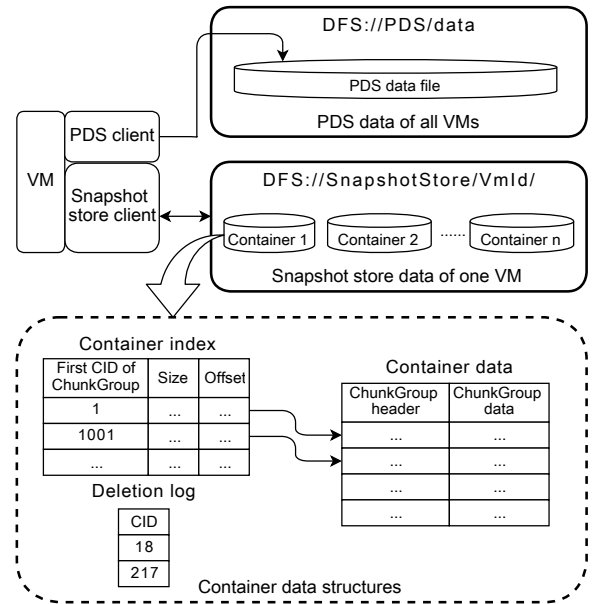 DFS://PDS/data
PDS data file
PDS data of all VMs
VM
PDS client
Snapshot
store client
DFS://SnapshotStore/VmId/
Container 1
Container 2
......
Container n
Snapshot store data of one VM
Container index
First CID of
ChunkGroup
Size
Offset
1
...
...
1001
...
...
...
...
...
Container data
ChunkGroup
header
ChunkGroup
data
...
...
...
...
...
...
...
...
Deletion log
CID
18
217
Container data structures